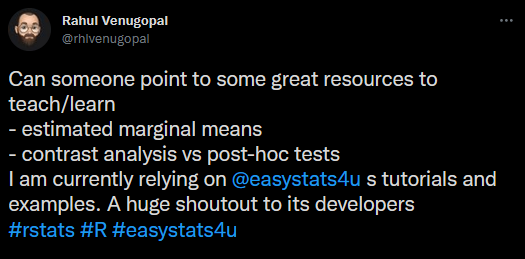 Rahul Venugopal
@rhlvenugopal
Can someone point to some great resources to
teach/learn
- estimated marginal means
- contrast analysis vs post-hoc tests
I am currently relying on @easystats4u s tutorials and
examples. A huge shoutout to its developers
#rstats #R #easystats4u